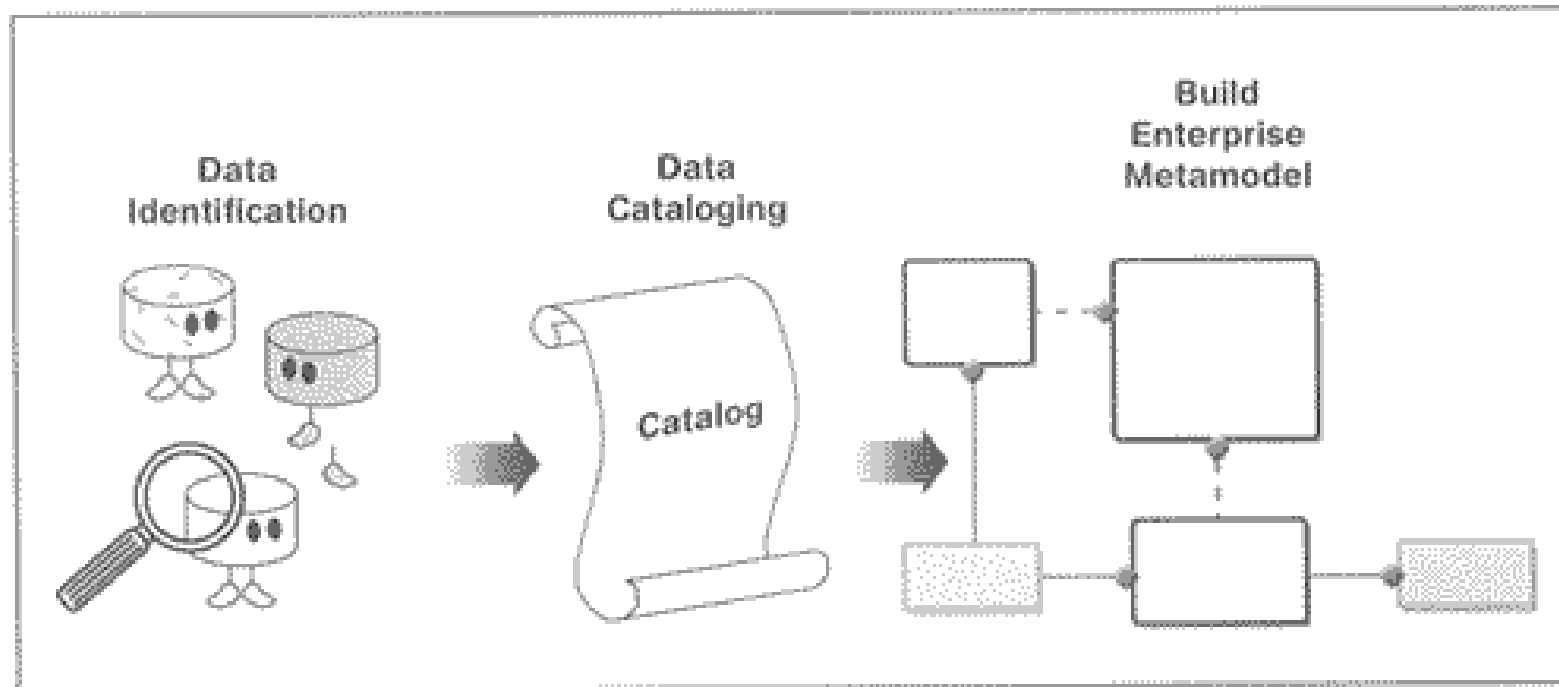 Data
Identification
Data
Cataloging
Build
Enterprise
Metamodel
Catalog